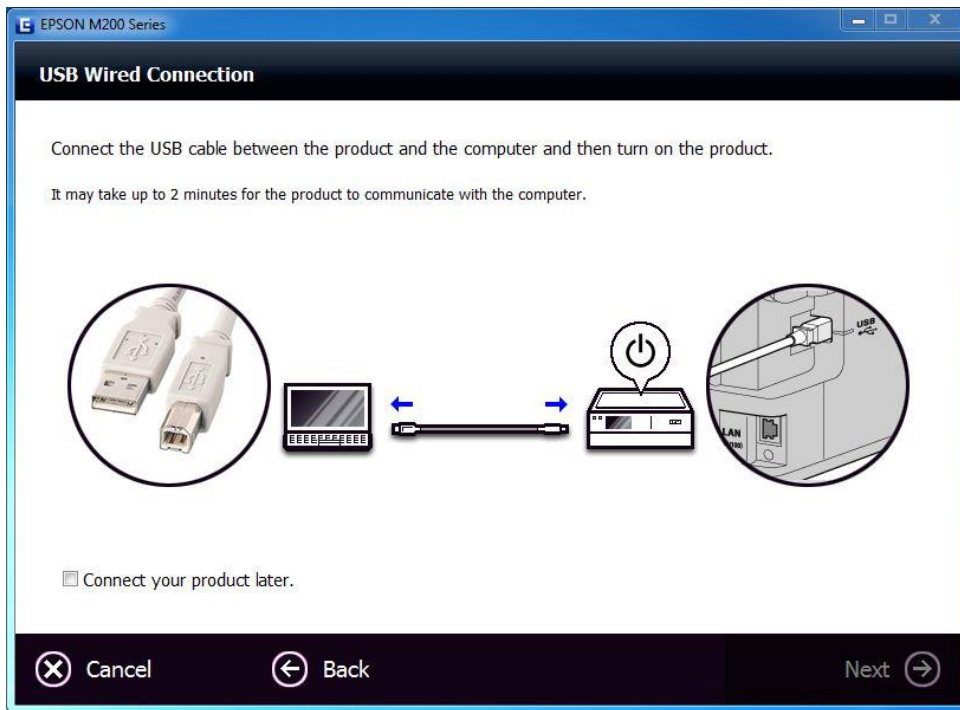 EPSON M200 Series
USB Wired Connection
Connect the USB cable between the product and the computer and then turn on the product.
It may take up to 2 minutes for the product to communicate with the computer.
USB
LAN
Connect your product later.
Cancel
Back
Next